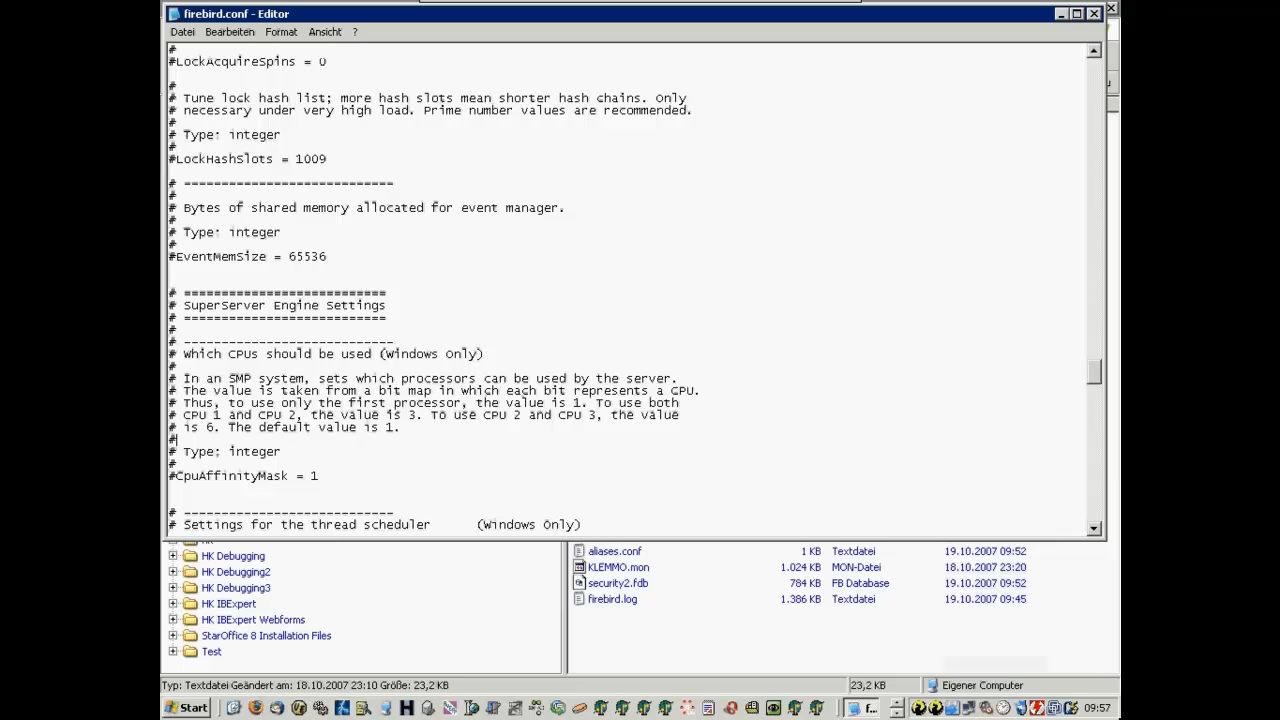 firebird.conf - Editor
Datei Bearbeiten Format Ansicht ?
#
#LockAcquireSpins = 0
#
# Tune lock hash list; more hash slots mean shorter hash chains. Only
# necessary under very high load. Prime number values are recommended.
#
# Type: integer
#
#LockHashSlots = 1009
# ----------------------------
#
# Bytes of shared memory allocated for event manager.
#
# Type: integer
#
#EventMemSize = 65536
# ===========================
# SuperServer Engine Settings
# ===========================
#
# ----------------------------
# Which CPUs should be used (Windows Only)
#
# In an SMP system, sets which processors can be used by the server.
# The value is taken from a bit map in which each bit represents a CPU.
# Thus, to use only the first processor, the value is 1. To use both
# CPU 1 and CPU 2, the value is 3. To use CPU 2 and CPU 3, the value
# is 6. The default value is 1.
#
# Type: integer
#
#CpuAffinityMask = 1
# ----------------------------
# Settings for the thread scheduler (Windows Only)
HK Debugging
HK Debugging2
HK Debugging3
HK IBExpert
HK IBExpert Webforms
StarOffice 8 Installation Files
Test
aliases.conf 1 KB Textdatei 19.10.2007 09:52
KLEMMO.mon 1.024 KB MON-Datei 18.10.2007 23:20
security2.fdb 784 KB FB Database 19.10.2007 09:52
firebird.log 1.386 KB Textdatei 19.10.2007 09:45
Typ: Textdatei Geändert am: 18.10.2007 23:10 Größe: 23,2 KB 23,2 KB Eigener Computer
Start f... 09:57